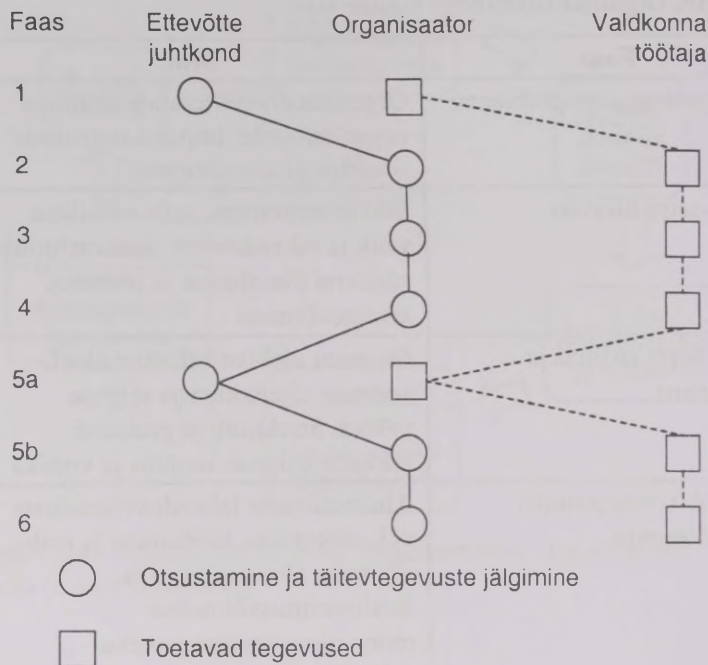 Faas
Ettevõtte
juhtkond
Organisaator
Valdkonna
töötaja
1
2
3
4
5a
5b
6
Otsustamine ja täitevtegevuste jälgimine
Toetavad tegevused